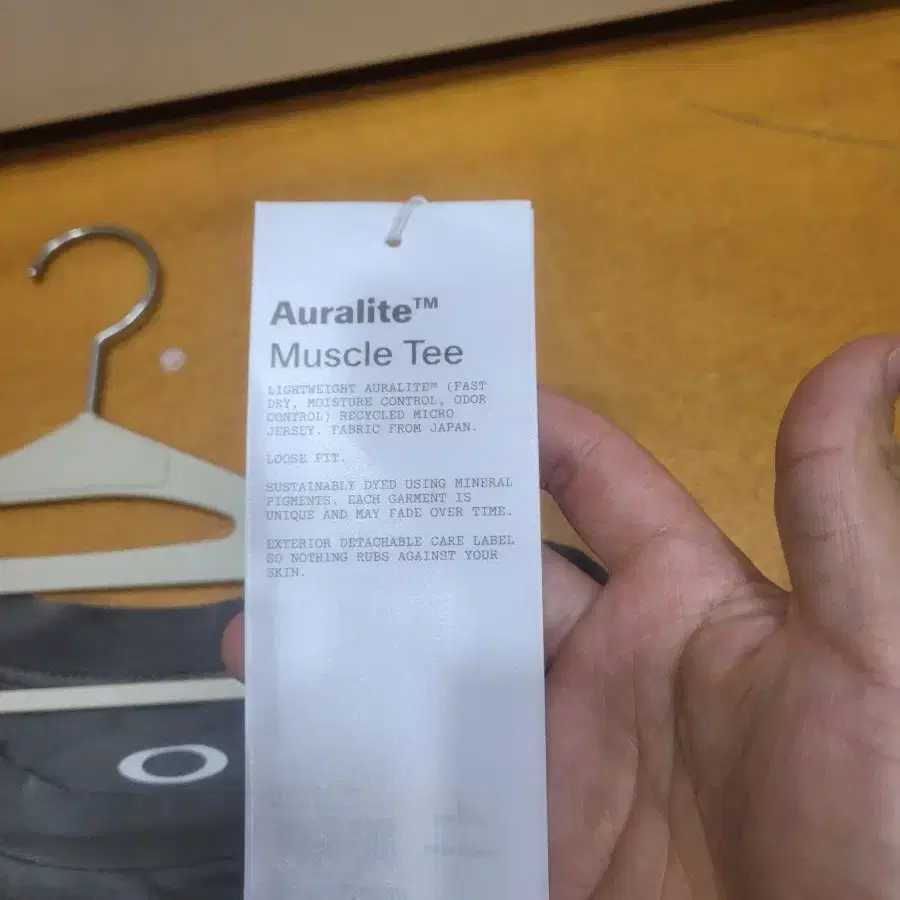 Auralite™
Muscle Tee
LIGHTWEIGHT AURALITE™ (FAST
DRY, MOISTURE CONTROL, ODOR
CONTROL) RECYCLED MICRO
JERSEY. FABRIC FROM JAPAN.
LOOSE FIT.
SUSTAINABLY DYED USING MINERAL
PIGMENTS. EACH GARMENT IS
UNIQUE AND MAY FADE OVER TIME.
EXTERIOR DETACHABLE CARE LABEL
SO NOTHING RUBS AGAINST YOUR
SKIN.